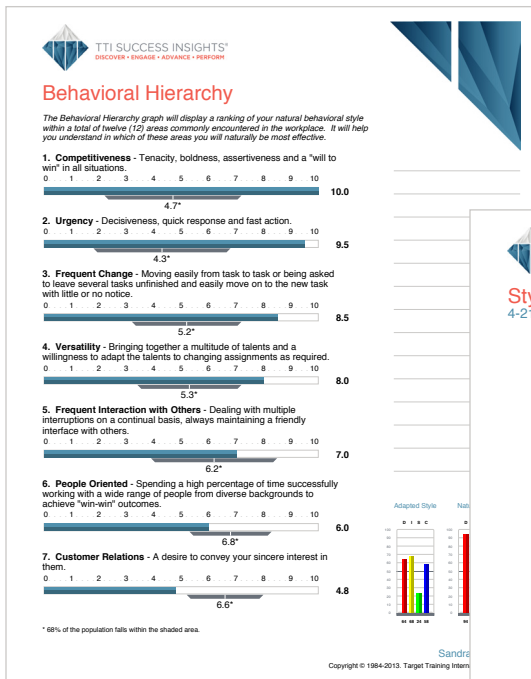 TTI SUCCESS INSIGHTS®
DISCOVER • ENGAGE • ADVANCE • PERFORM
Behavioral Hierarchy
The Behavioral Hierarchy graph will display a ranking of your natural behavioral style
within a total of twelve (12) areas commonly encountered in the workplace. It will help
you understand in which of these areas you will naturally be most effective.
1. Competitiveness - Tenacity, boldness, assertiveness and a "will to
win" in all situations.
0 1 2 3 4 5 6 7 8 9 10
10.0
4.7*
2. Urgency - Decisiveness, quick response and fast action.
0 1 2 3 4 5 6 7 8 9 10
9.5
4.3*
3. Frequent Change - Moving easily from task to task or being asked
to leave several tasks unfinished and easily move on to the new task
with little or no notice.
0 1 2 3 4 5 6 7 8 9 10
8.5
5.2*
4. Versatility - Bringing together a multitude of talents and a
willingness to adapt the talents to changing assignments as required.
0 1 2 3 4 5 6 7 8 9 10
8.0
5.3*
5. Frequent Interaction with Others - Dealing with multiple
interruptions on a continual basis, always maintaining a friendly
interface with others.
0 1 2 3 4 5 6 7 8 9 10
7.0
6.2*
6. People Oriented - Spending a high percentage of time successfully
working with a wide range of people from diverse backgrounds to
achieve "win-win" outcomes.
0 1 2 3 4 5 6 7 8 9 10
6.0
6.8*
7. Customer Relations - A desire to convey your sincere interest in
them.
0 1 2 3 4 5 6 7 8 9 10
4.8
6.6*
* 68% of the population falls within the shaded area.
Sty
4-2
Adapted Style
Natu
D I S C
D
Sandra
Copyright © 1984-2013. Target Training Intern